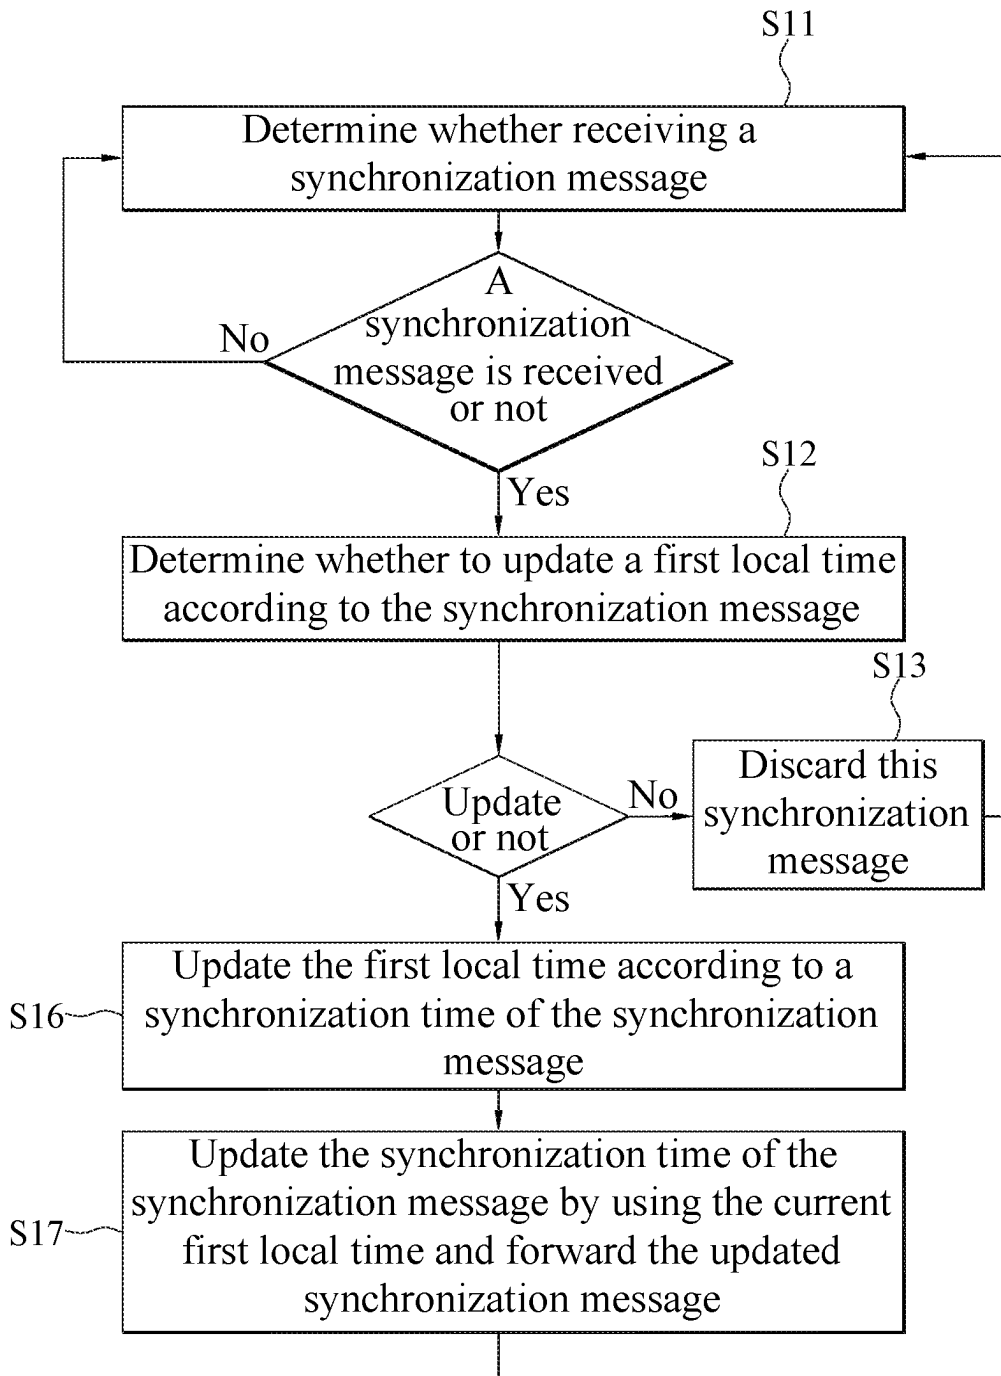 S11
Determine whether receiving a
synchronization message
A
synchronization
message is received
or not
No
Yes
S12
Determine whether to update a first local time
according to the synchronization message
S13
Update
or not
No
Discard this
synchronization
message
Yes
S16
Update the first local time according to a
synchronization time of the synchronization
message
S17
Update the synchronization time of the
synchronization message by using the current
first local time and forward the updated
synchronization message